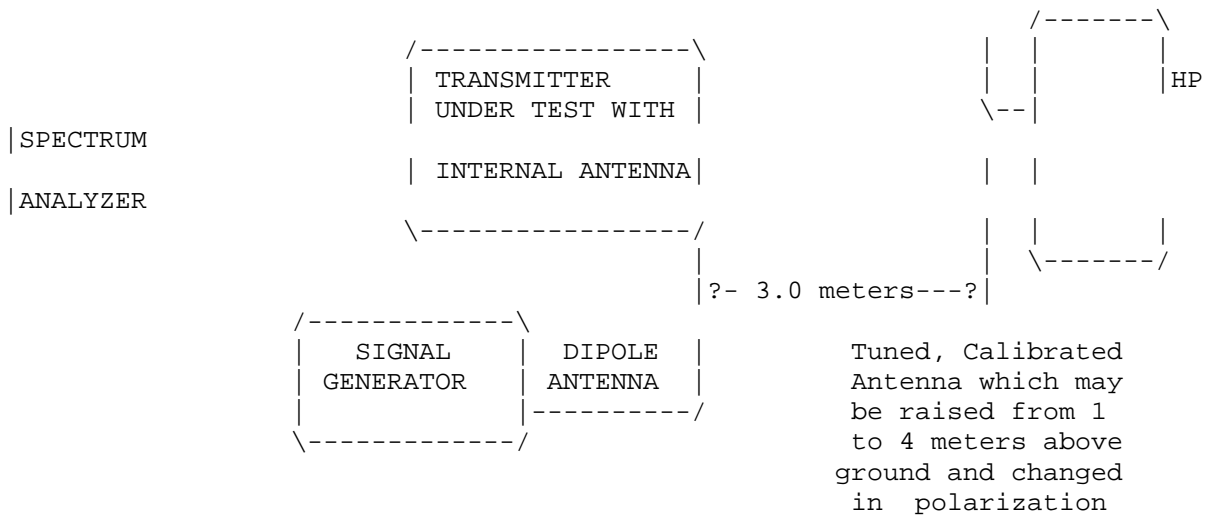 TRANSMITTER
UNDER TEST WITH
INTERNAL ANTENNA
HP
|SPECTRUM
|ANALYZER
|?- 3.0 meters---?|
SIGNAL
GENERATOR
DIPOLE
ANTENNA
Tuned, Calibrated
Antenna which may
be raised from 1
to 4 meters above
ground and changed
in polarization